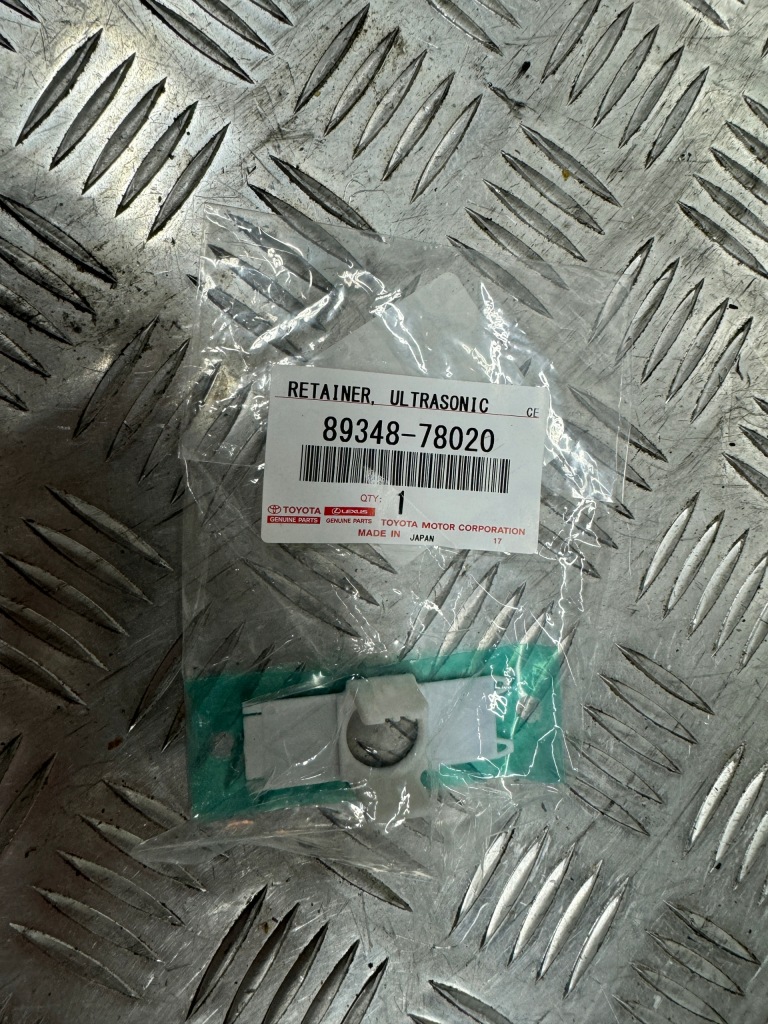 RETAINER, ULTRASONIC CE
89348-78020
QTY: 1
TOYOTA LEXUS
GENUINE PARTS GENUINE PARTS TOYOTA MOTOR CORPORATION
MADE IN JAPAN 17